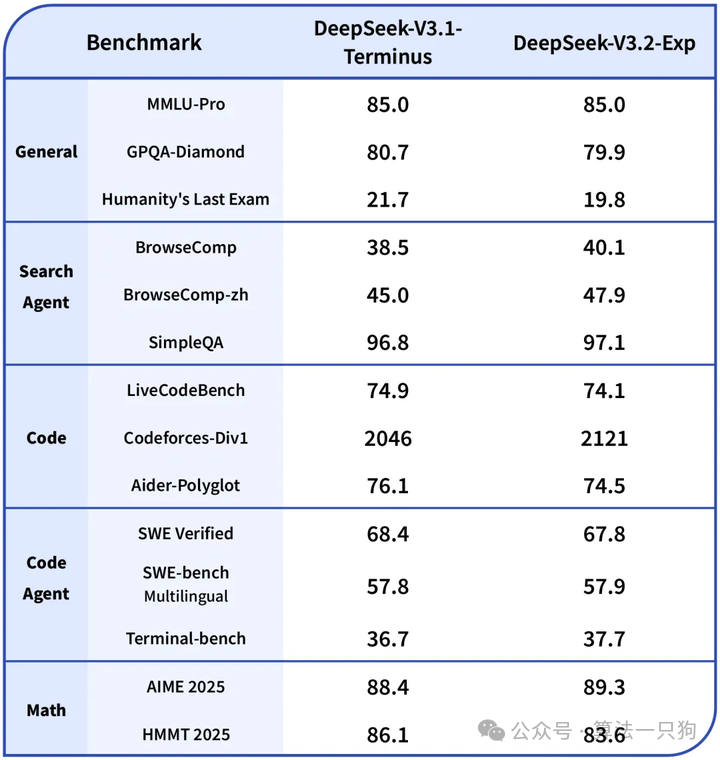 Benchmark DeepSeek-V3.1-Terminus DeepSeek-V3.2-Exp
General
MMLU-Pro 85.0 85.0
GPQA-Diamond 80.7 79.9
Humanity's Last Exam 21.7 19.8
Search Agent
BrowseComp 38.5 40.1
BrowseComp-zh 45.0 47.9
SimpleQA 96.8 97.1
Code
LiveCodeBench 74.9 74.1
Codeforces-Div1 2046 2121
Aider-Polyglot 76.1 74.5
Code Agent
SWE Verified 68.4 67.8
SWE-bench Multilingual 57.8 57.9
Terminal-bench 36.7 37.7
Math
AIME 2025 88.4 89.3
HMMT 2025 86.1 83.6
公众号 · 算法一只狗